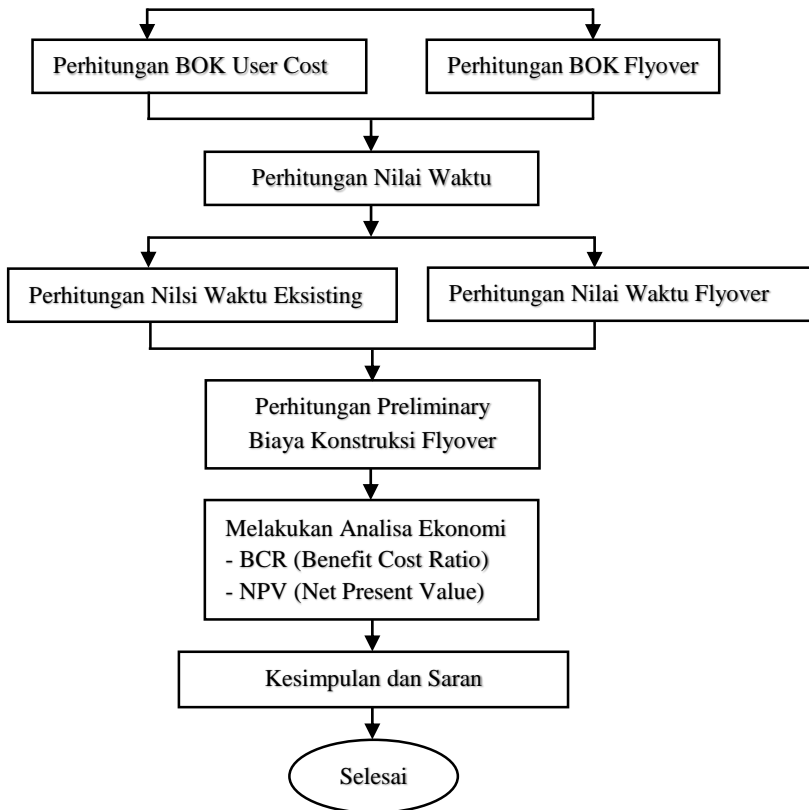 Perhitungan BOK User Cost
Perhitungan BOK Flyover
Perhitungan Nilai Waktu
Perhitungan Nilsi Waktu Eksisting
Perhitungan Nilai Waktu Flyover
Perhitungan Preliminary
Biaya Konstruksi Flyover
Melakukan Analisa Ekonomi
- BCR (Benefit Cost Ratio)
- NPV (Net Present Value)
Kesimpulan dan Saran
Selesai